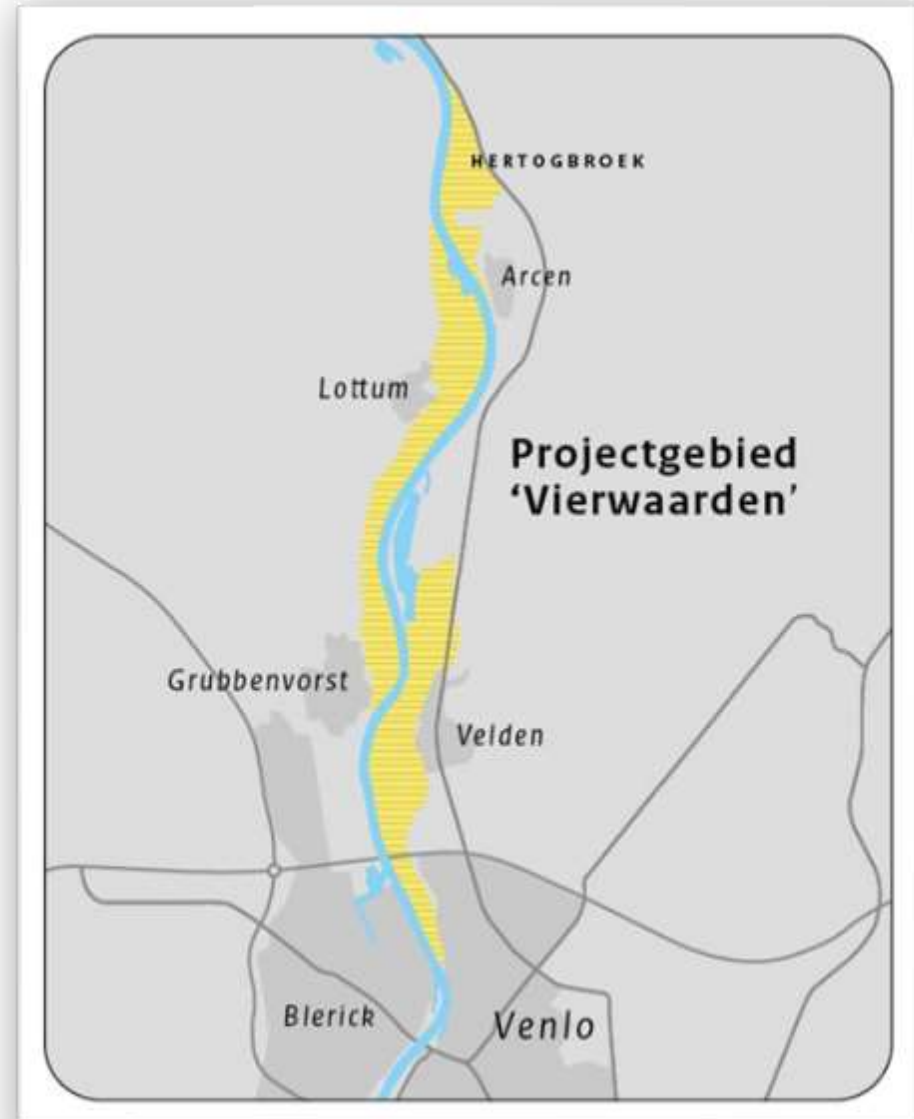 HERTOGBROEK
Arcen
Lottum
Projectgebied
‘Vierwaarden’
Grubbenvorst
Velden
Blerick
Venlo